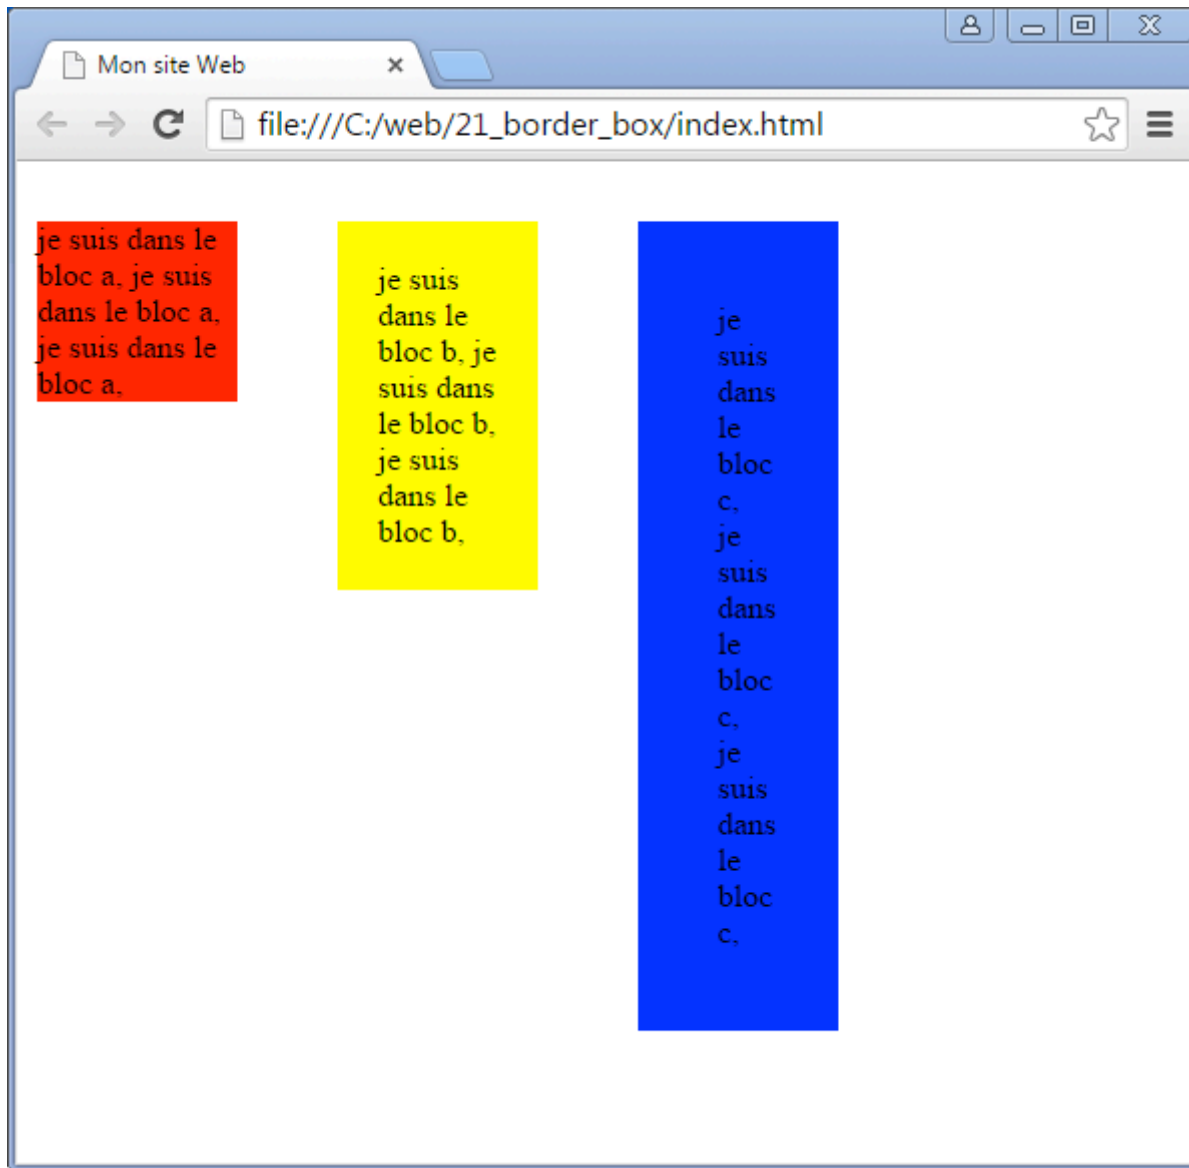 Mon site Web
file:///C:/web/21_border_box/index.html
je suis dans le
bloc a, je suis
dans le bloc a,
je suis dans le
bloc a,
je suis
dans le
bloc b, je
suis dans
le bloc b,
je suis
dans le
bloc b,
je
suis
dans
le
bloc
c,
je
suis
dans
le
bloc
c,
je
suis
dans
le
bloc
c,